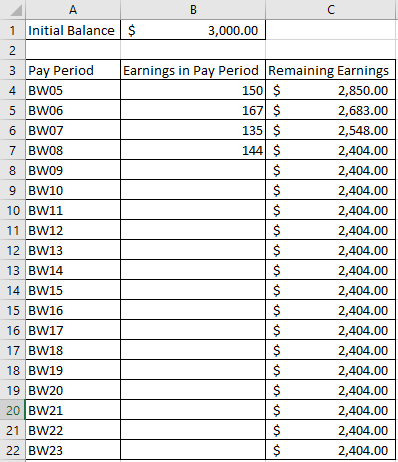 A B C
1 Initial Balance $ 3,000.00
2
3 Pay Period Earnings in Pay Period Remaining Earnings
4 BW05 150 $ 2,850.00
5 BW06 167 $ 2,683.00
6 BW07 135 $ 2,548.00
7 BW08 144 $ 2,404.00
8 BW09 $ 2,404.00
9 BW10 $ 2,404.00
10 BW11 $ 2,404.00
11 BW12 $ 2,404.00
12 BW13 $ 2,404.00
13 BW14 $ 2,404.00
14 BW15 $ 2,404.00
15 BW16 $ 2,404.00
16 BW17 $ 2,404.00
17 BW18 $ 2,404.00
18 BW19 $ 2,404.00
19 BW20 $ 2,404.00
20 BW21 $ 2,404.00
21 BW22 $ 2,404.00
22 BW23 $ 2,404.00